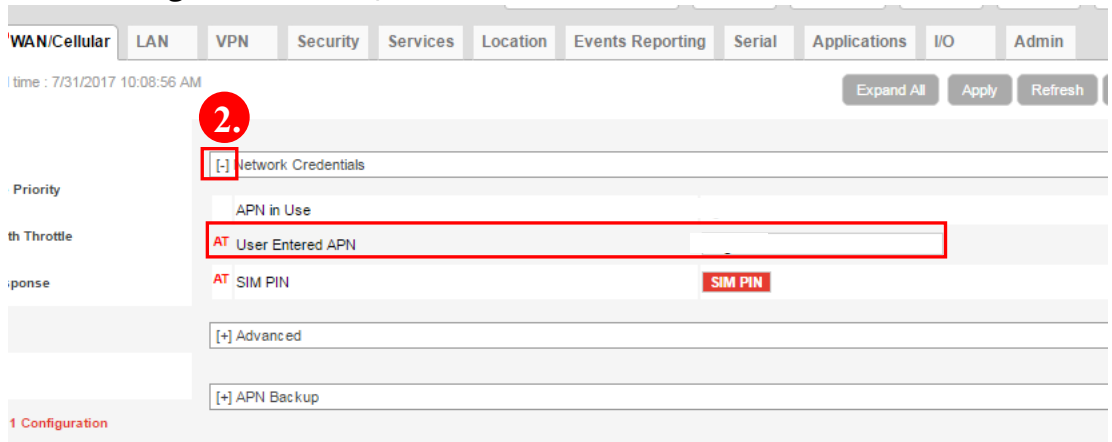 WAN/Cellular LAN VPN Security Services Location Events Reporting Serial Applications I/O Admin
time : 7/31/2017 10:08:56 AM
Expand All Apply Refresh
2.
[-] Network Credentials
Priority
APN in Use
th Throttle
AT User Entered APN
sponse
AT SIM PIN SIM PIN
[+] Advanced
[+] APN Backup
1 Configuration